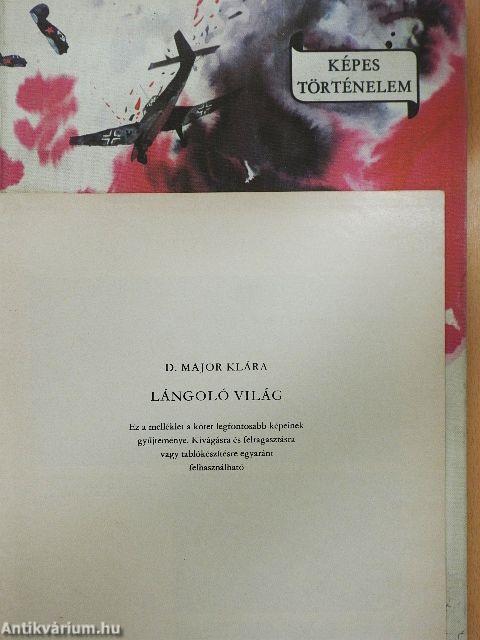 KÉPES
TÖRTÉNELEM
D. MAJOR KLÁRA
LÁNGOLÓ VILÁG
Ez a melléklet a kötet legfontosabb képeinek
gyűjteménye. Kivágásra és felragasztásra
vagy tablókészítésre egyaránt
felhasználható
Antikvárium.hu